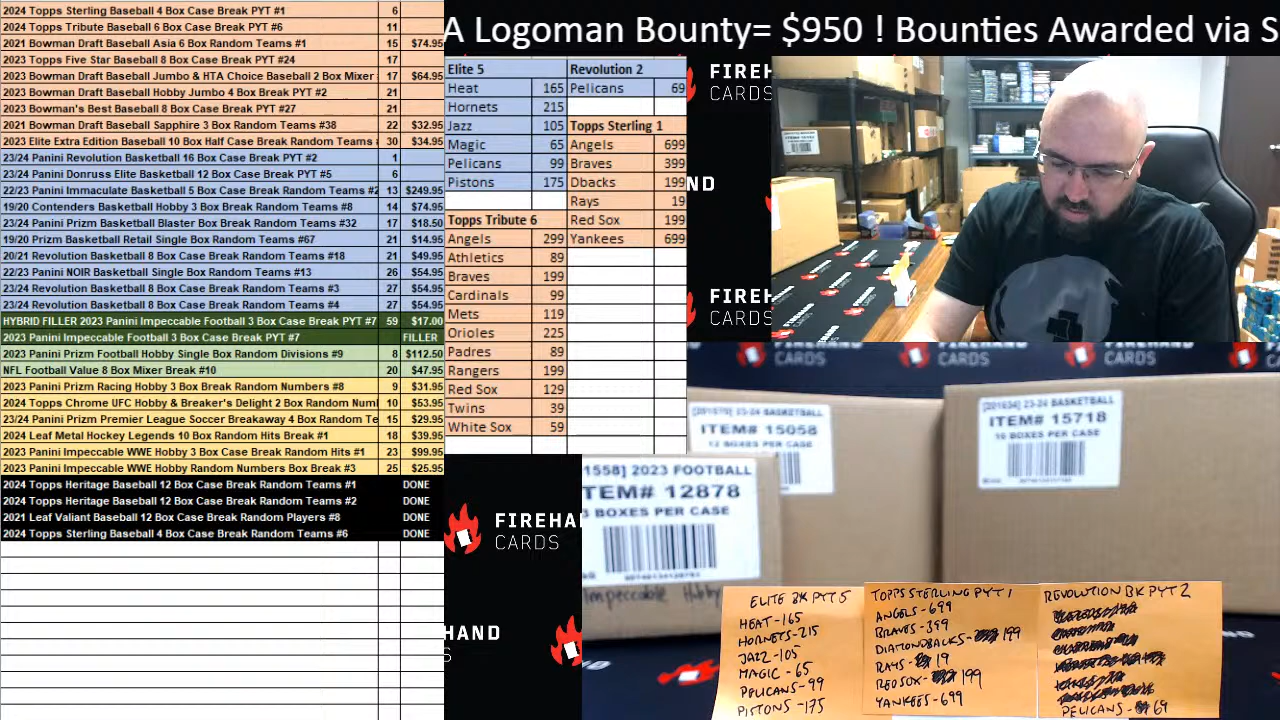 A Logoman Bounty= $950 ! Bounties Awarded via S
2024 Topps Sterling Baseball 4 Box Case Break PYT #1 6
2024 Topps Tribute Baseball 6 Box Case Break PYT #6 11
2021 Bowman Draft Baseball Asia 6 Box Random Teams #1 15 $74.95
2023 Topps Five Star Baseball 8 Box Case Break PYT #24 17
2023 Bowman Draft Baseball Jumbo & HTA Choice Baseball 2 Box Mixer 17 $64.95
2023 Bowman Draft Baseball Hobby Jumbo 4 Box PYT #2 21
2023 Bowman's Best Baseball 8 Box Case Break PYT #27 21
2021 Bowman Draft Baseball Sapphire 3 Box Random Teams #38 22 $32.95
2023 Elite Extra Edition Baseball 10 Box Half Case Break Random Teams 30 $34.95
23/24 Panini Revolution Basketball 16 Box Case Break PYT #2 1
23/24 Panini Donruss Elite Basketball 12 Box Case Break PYT #5 6
22/23 Panini Immaculate Basketball 5 Box Case Break Random Teams #2 13 $249.95
19/20 Contenders Basketball Hobby 3 Box Random Teams #8 14 $74.95
23/24 Panini Prizm Basketball Blaster Box Random Teams #32 17 $18.50
19/20 Prizm Basketball Retail Single Box Random Teams #67 21 $14.95
20/21 Revolution Basketball 8 Box Random Teams #18 21 $49.95
22/23 Panini NOIR Basketball Single Box Random Teams #13 26 $54.95
23/24 Revolution Basketball 8 Box Case Break Random Teams #3 27 $54.95
23/24 Revolution Basketball 8 Box Case Break Random Teams #4 27 $54.95
HYBRID FILLER 2023 Panini Impeccable Football 3 Box Case Break PYT #7 59 $17.00
2023 Panini Impeccable Football 3 Box Case Break PYT #7 FILLER
2023 Panini Prizm Football Hobby Single Box Random Divisions #9 8 $112.50
NFL Football Value 8 Box Mixer Break #10 20 $47.95
2023 Panini Prizm Racing Hobby 3 Box Break Random Numbers #8 9 $31.95
2024 Topps Chrome UFC Hobby & Breaker's Delight 2 Box Random Numl 10 $53.95
23/24 Panini Prizm Premier League Soccer Breakaway 4 Box Random Te 15 $29.95
2024 Leaf Metal Hockey Legends 10 Box Random Hits Break #1 18 $39.95
2023 Panini Impeccable WWE Hobby 3 Box Case Break Random Hits #1 23 $99.95
2023 Panini Impeccable WWE Hobby Random Numbers Box Break #3 25 $25.95
2024 Topps Heritage Baseball 12 Box Case Break Random Teams #1 DONE
2024 Topps Heritage Baseball 12 Box Case Break Random Teams #2 DONE
2021 Leaf Valiant Baseball 12 Box Case Break Random Players #8 DONE
2024 Topps Sterling Baseball 4 Box Case Break Random Teams #6 DONE
Elite 5
Heat 165
Hornets 215
Jazz 105
Magic 65
Pelicans 99
Pistons 175
Topps Tribute 6
Angels 299
Athletics 89
Braves 199
Cardinals 99
Mets 119
Orioles 225
Padres 89
Rangers 199
Red Sox 129
Twins 39
White Sox 59
Revolution 2
Pelicans 69
Topps Sterling 1
Angels 699
Braves 399
Dbacks 199
Rays 19
Red Sox 199
Yankees 699
FIREH
CARDS
ND
FIREH
CARDS
FIREHAND
CARDS
FIREHAND
CARDS
FIREHAN
CARDS
HAND
S
23-24 BASKETBALL
ITEM# 15058
12 BOXES PER CASE
23-24 BASKETBALL
ITEM# 15718
16 BOXES PER CASE
1558] 2023 FOOTBALL
TEM# 12878
3 BOXES PER CASE
Impeccable Hobby
ELITE BK PYT 5
HEAT-165
HORNETS-215
JAZZ-105
MAGIC-65
PELICANS-99
PISTONS-175
TOPPS STERLING PYT 1
ANGELS-699
BRAVES-399
DIAMONDBACKS- 199
RAYS- 19
RED SOX- 199
YANKEES-699
REVOLUTION BK PYT 2
PELICANS- 69